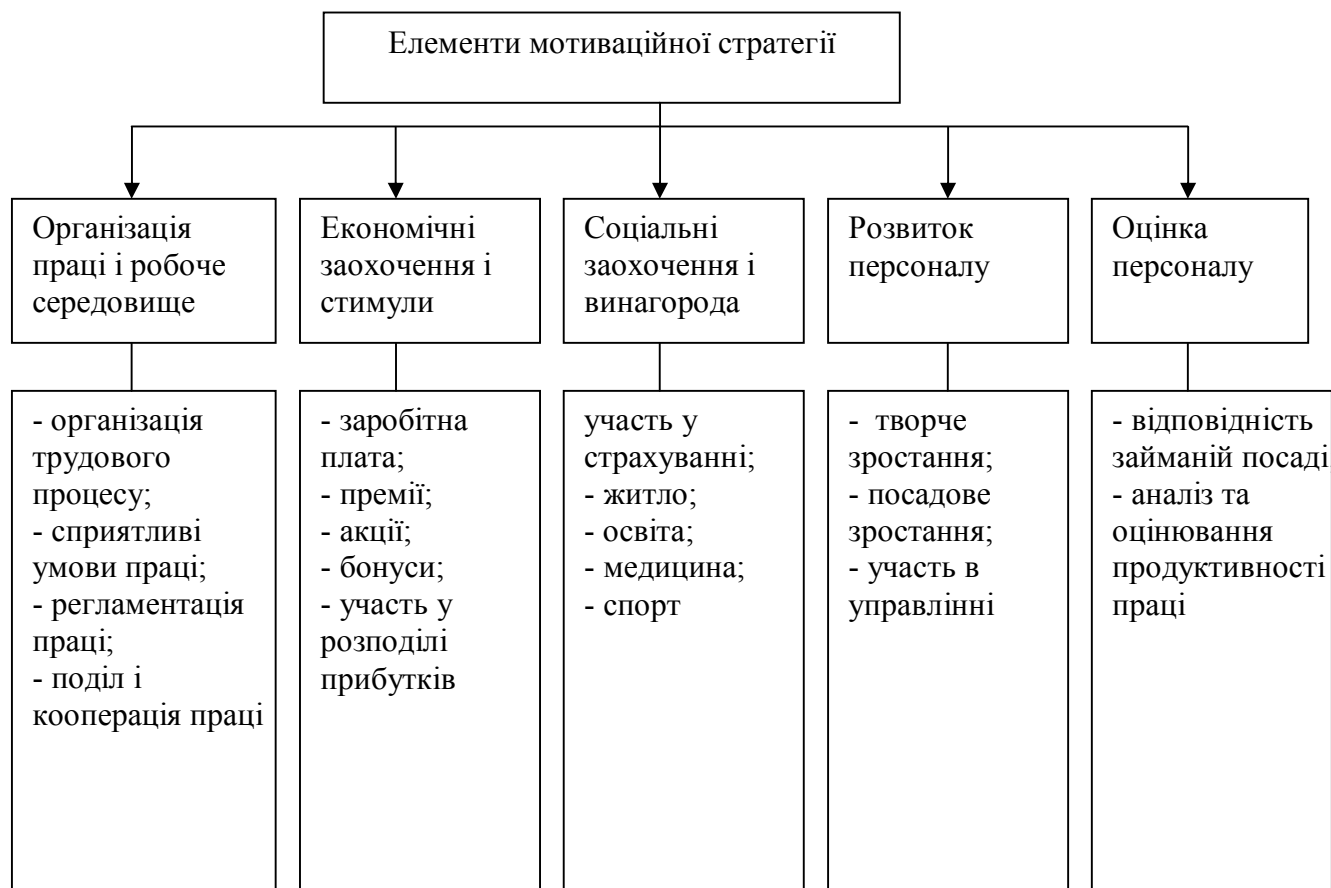 Елементи мотиваційної стратегії
Організація
праці і робоче
середовище
Економічні
заохочення і
стимули
Соціальні
заохочення і
винагорода
Розвиток
персоналу
Оцінка
персоналу
- організація
трудового
процесу;
- сприятливі
умови праці;
- регламентація
праці;
- поділ і
кооперація праці
- заробітна
плата;
- премії;
- акції;
- бонуси;
- участь у
розподілі
прибутків
участь у
страхуванні;
- житло;
- освіта;
- медицина;
- спорт
- творче
зростання;
- посадове
зростання;
- участь в
управлінні
- відповідність
займаній посаді
- аналіз та
оцінювання
продуктивності
праці